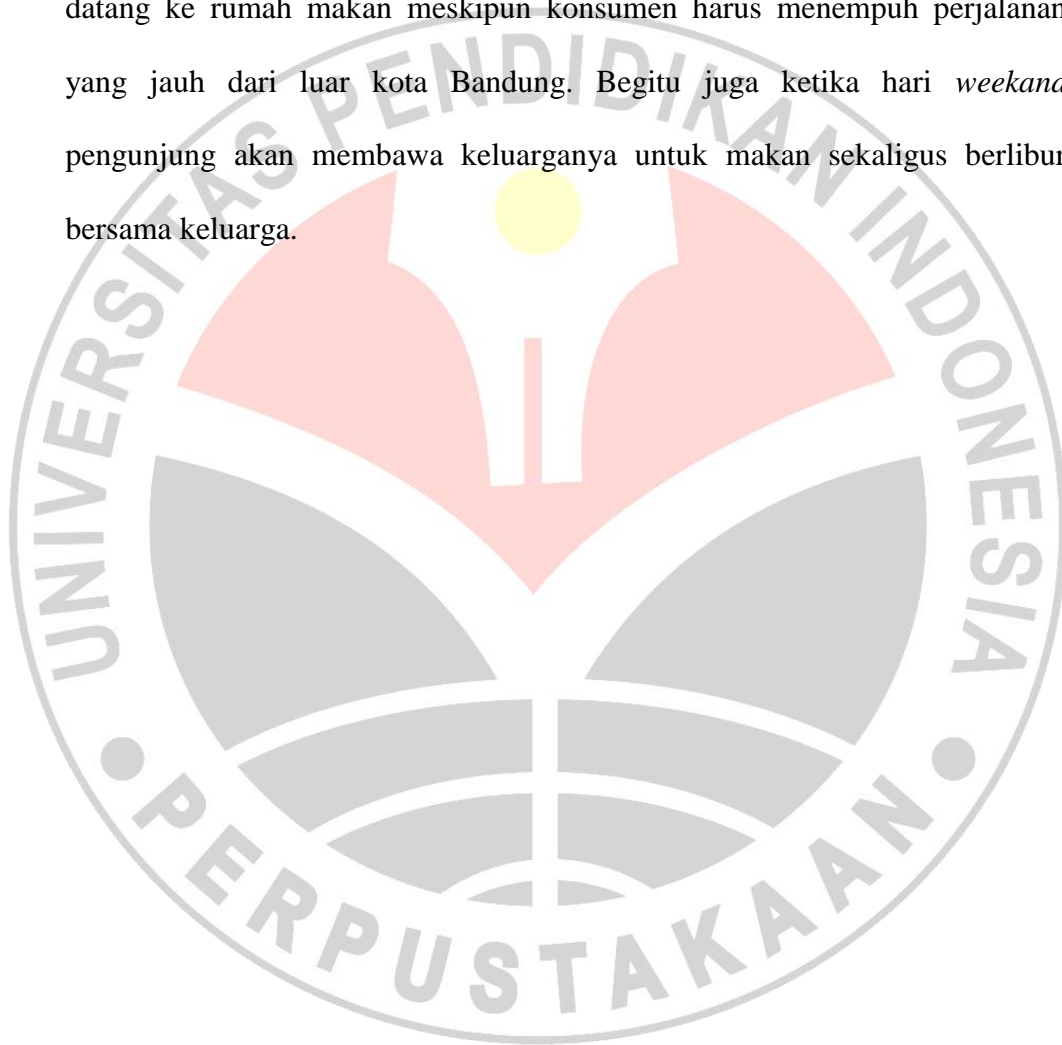 datang ke rumah makan meskipun konsumen harus menempuh perjalanan
yang jauh dari luar kota Bandung. Begitu juga ketika hari weekand
pengunjung akan membawa keluarganya untuk makan sekaligus berlibur
bersama keluarga.
UNIVERSITAS PENDIDIKAN INDONESIA
PERPUSTAKAAN